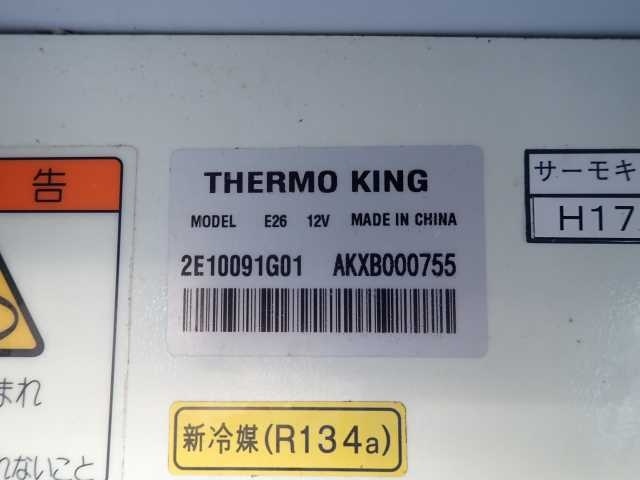 THERMO KING
MODEL E26 12V MADE IN CHINA
2E10091G01 AKXB000755
サーモキ
H17
告
まれ
れないこと
新冷媒(R134a)